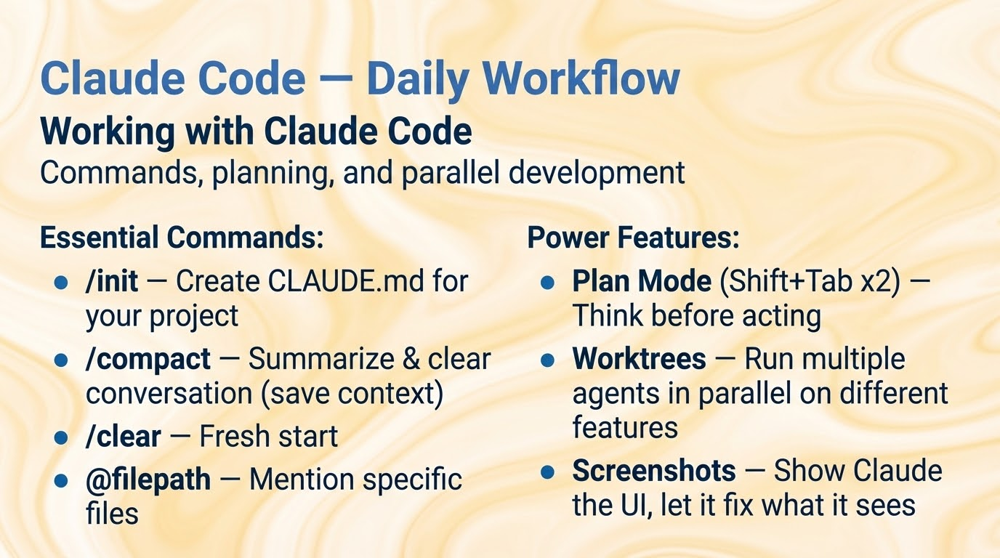 Claude Code — Daily Workflow
Working with Claude Code
Commands, planning, and parallel development
Essential Commands:
/init — Create CLAUDE.md for
your project
/compact — Summarize & clear
conversation (save context)
/clear — Fresh start
@filepath — Mention specific
files
Power Features:
Plan Mode (Shift+Tab x2) —
Think before acting
Worktrees — Run multiple
agents in parallel on different
features
Screenshots — Show Claude
the UI, let it fix what it sees